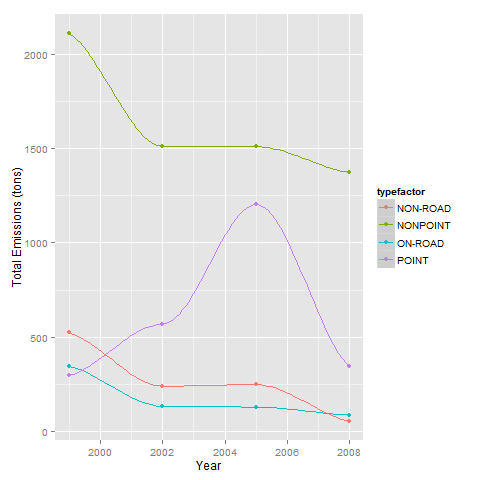 Total Emissions (tons)
2000
1500
1000
500
0
2000
2002
2004
2006
2008
Year
typefactor
NON-ROAD
NONPOINT
ON-ROAD
POINT